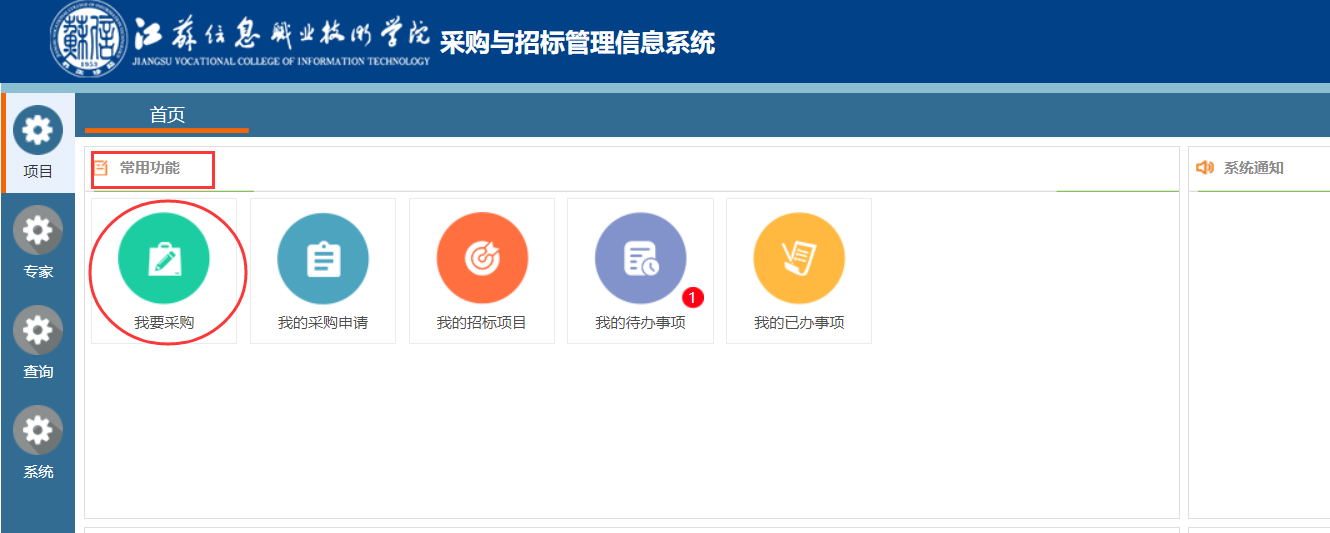 江苏信息职业技术学院
JIANGSU VOCATIONAL COLLEGE OF INFORMATION TECHNOLOGY
采购与招标管理信息系统
首页
项目
专家
查询
系统
常用功能
系统通知
我要采购
我的采购申请
我的招标项目
1
我的待办事项
我的已办事项